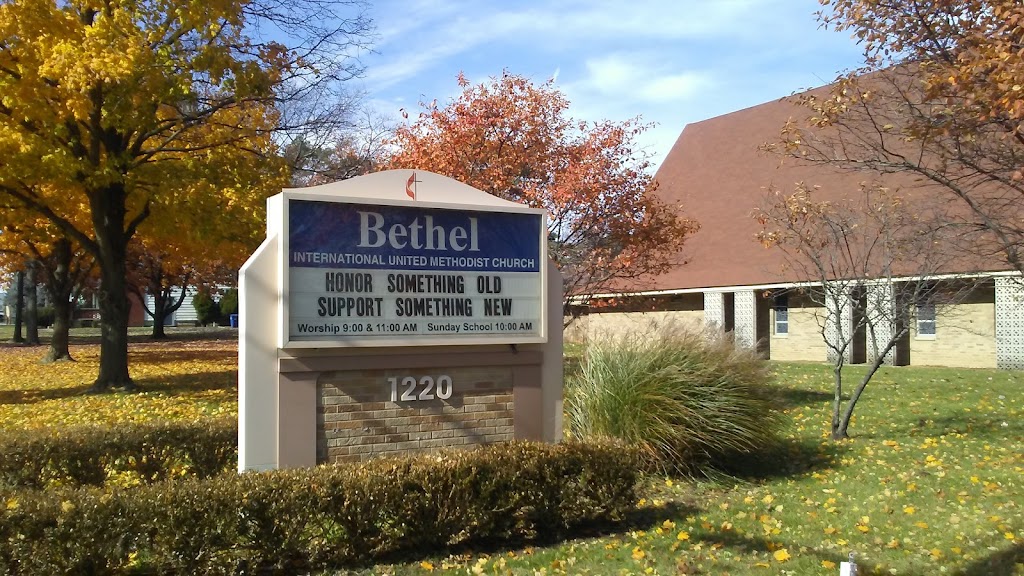 Bethel
INTERNATIONAL UNITED METHODIST CHURCH
HONOR SOMETHING OLD
SUPPORT SOMETHING NEW
Worship 9:00 & 11:00 AM Sunday School 10:00 AM
1220